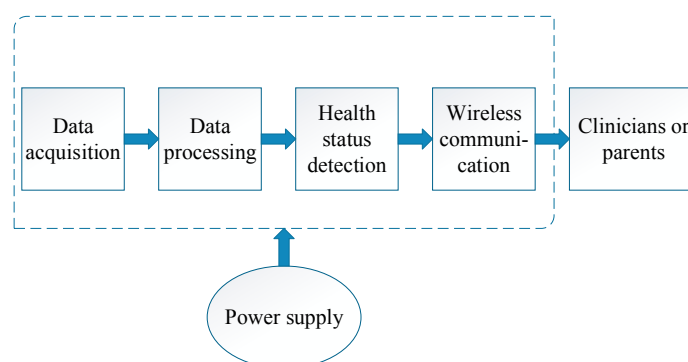 Data
acquisition
Data
processing
Health
status
detection
Wireless
communi-
cation
Clinicians or
parents
Power supply